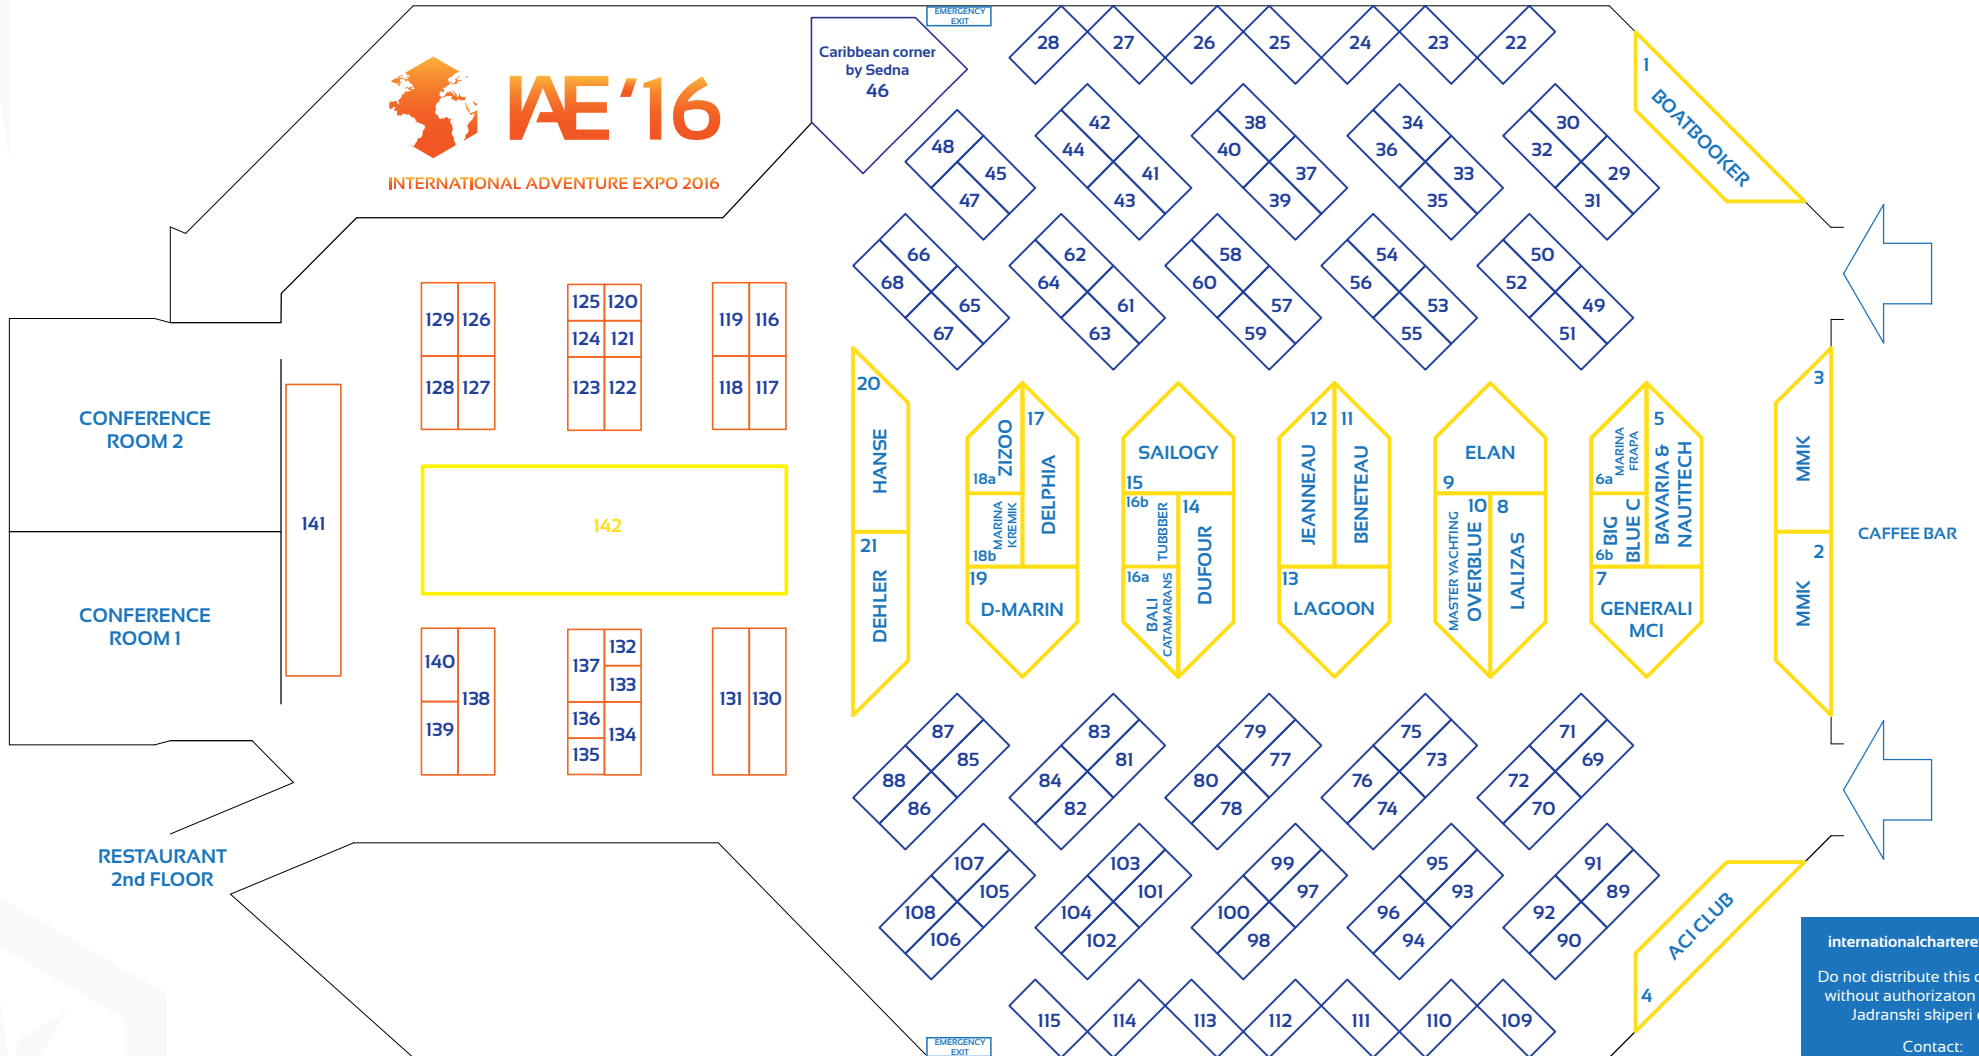 EMERGENCY
EXIT
IAE '16
INTERNATIONAL ADVENTURE EXPO 2016
Caribbean corner
by Sedna
46
28 27 26 25 24 23 22
1
BOATBOOKER
48 45 47
42 44 41 43
38 40 37 39
34 36 33 35
30 32 29 31
66 68 65 67
62 64 61 63
58 60 57 59
54 56 53 55
50 52 49 51
129 126
128 127
125 120
124 121
123 122
119 116
118 117
CONFERENCE
ROOM 2
CONFERENCE
ROOM 1
141
142
20
HANSE
21
DEHLER
ZIZOO
18a
MARINA
KREMIK
18b
17
DELPHIA
19
D-MARIN
SAILOGY
15
16b
TUBBBER
16a
BALI
CATAMARANS
14
DUFOUR
12
JEANNEAU
11
BENETEAU
13
LAGOON
ELAN
9
10
MASTER YACHTING
OVERBLUE
8
LALIZAS
MARINA
FRAPA
6a
BIG
BLUE C
6b
5
BAVARIA &
NAUTITECH
7
GENERALI
MCI
3
MMK
2
MMK
CAFFEE BAR
140
139
138
137
132
133
136
135
134
131 130
87 85 88 86
83 81 84 82
79 77 80 78
75 73 76 74
71 69 72 70
RESTAURANT
2nd FLOOR
107 105 108 106
103 101 104 102
99 97 100 98
95 93 96 94
91 89 92 90
ACI CLUB
4
115 114 113 112 111 110 109
EMERGENCY
EXIT
internationalchartere
Do not distribute this
without authorizaton
Jadranski skiperi
Contact: